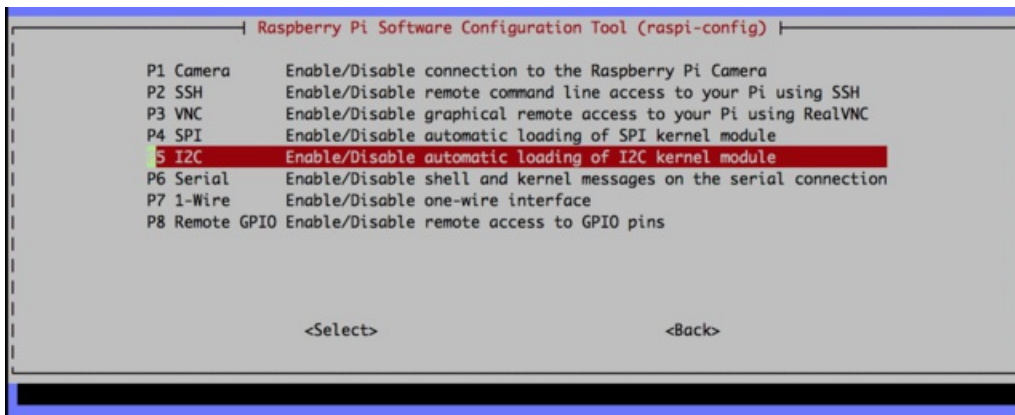 Raspberry Pi Software Configuration Tool (raspi-config)
P1 Camera Enable/Disable connection to the Raspberry Pi Camera
P2 SSH Enable/Disable remote command line access to your Pi using SSH
P3 VNC Enable/Disable graphical remote access to your Pi using RealVNC
P4 SPI Enable/Disable automatic loading of SPI kernel module
5 I2C Enable/Disable automatic loading of I2C kernel module
P6 Serial Enable/Disable shell and kernel messages on the serial connection
P7 1-Wire Enable/Disable one-wire interface
P8 Remote GPIO Enable/Disable remote access to GPIO pins
<Select> <Back>